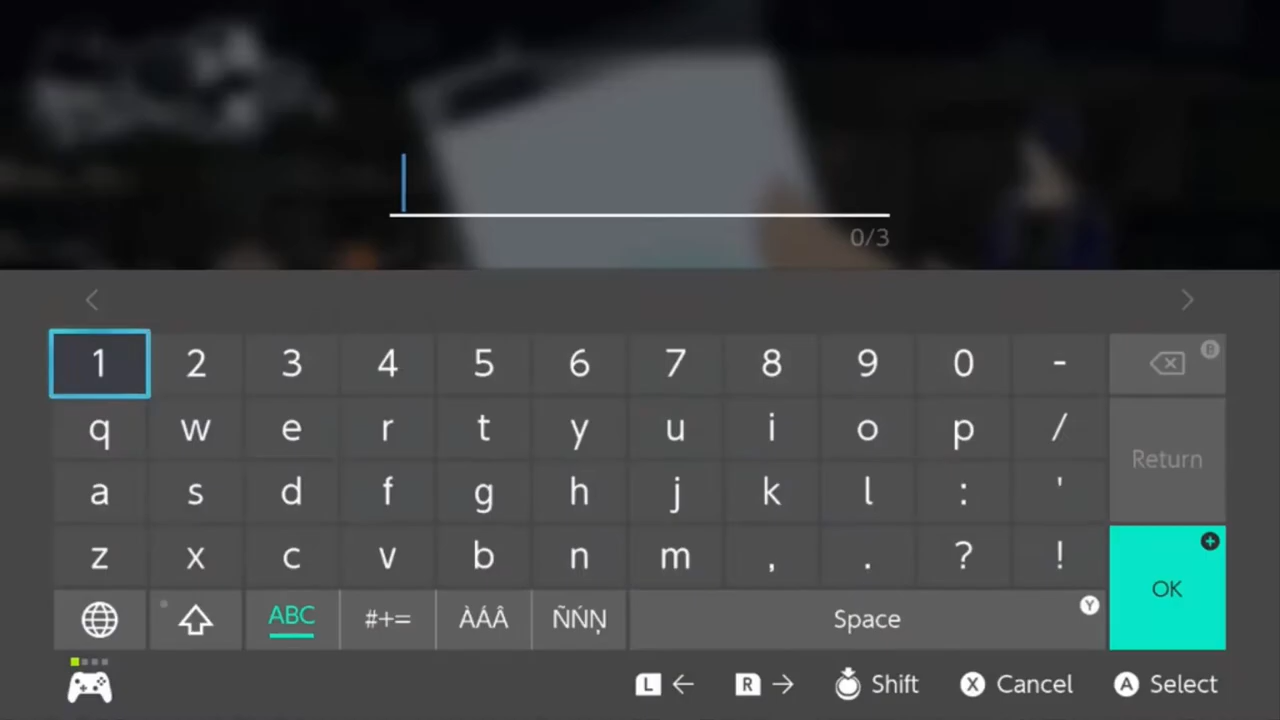 0/3
1 2 3 4 5 6 7 8 9 0 - B
q w e r t y u i o p / Return
a s d f g h j k l : '
z x c v b n m , . ? ! OK
ABC #+= ÀÁÂ ÑŃŅ Space Y
L ← R → Shift X Cancel A Select